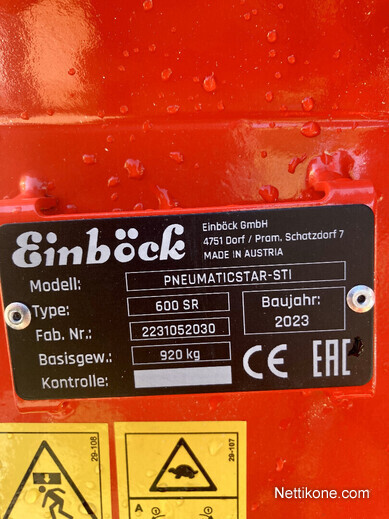 Einböck
Einböck GmbH
4751 Dorf / Pram, Schatzdorf 7
MADE IN AUSTRIA
Modell: PNEUMATICSTAR-STI
Type: 600 SR
Baujahr:
2023
Fab. Nr.: 2231052030
Basisgew.: 920 kg
Kontrolle:
CE EAC
29-108
29-107
A
Nettikone.com